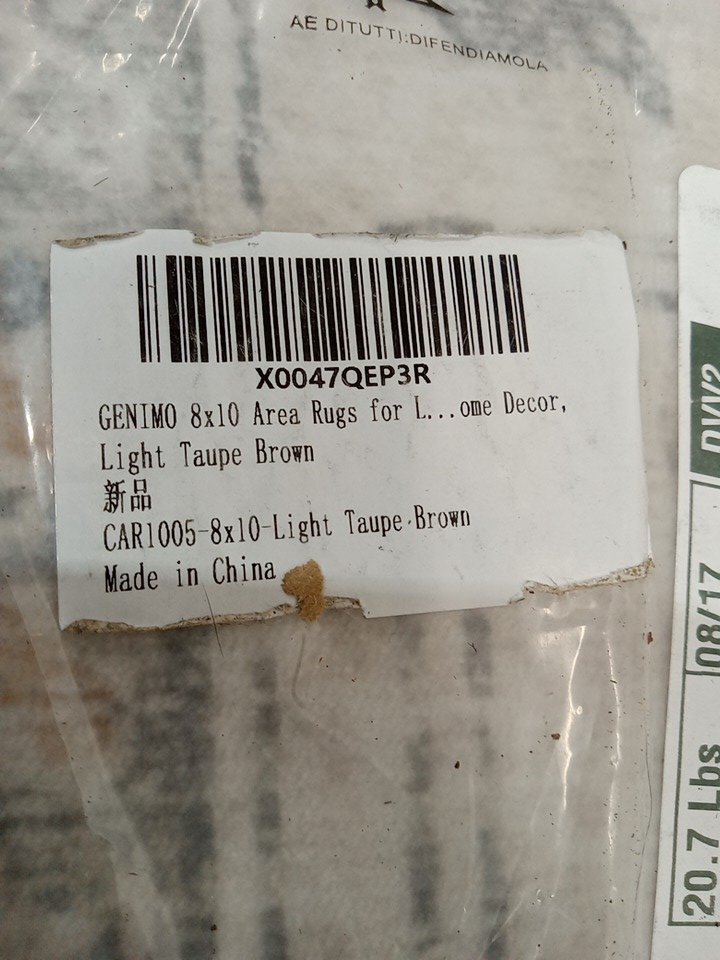 AE DITUTTI:DIFENDIAMOLA
X0047QEP3R
GENIMO 8x10 Area Rugs for L...ome Decor,
Light Taupe Brown
新品
CAR1005-8x10-Light Taupe Brown
Made in China
DVV2
08/17
20.7 Lbs